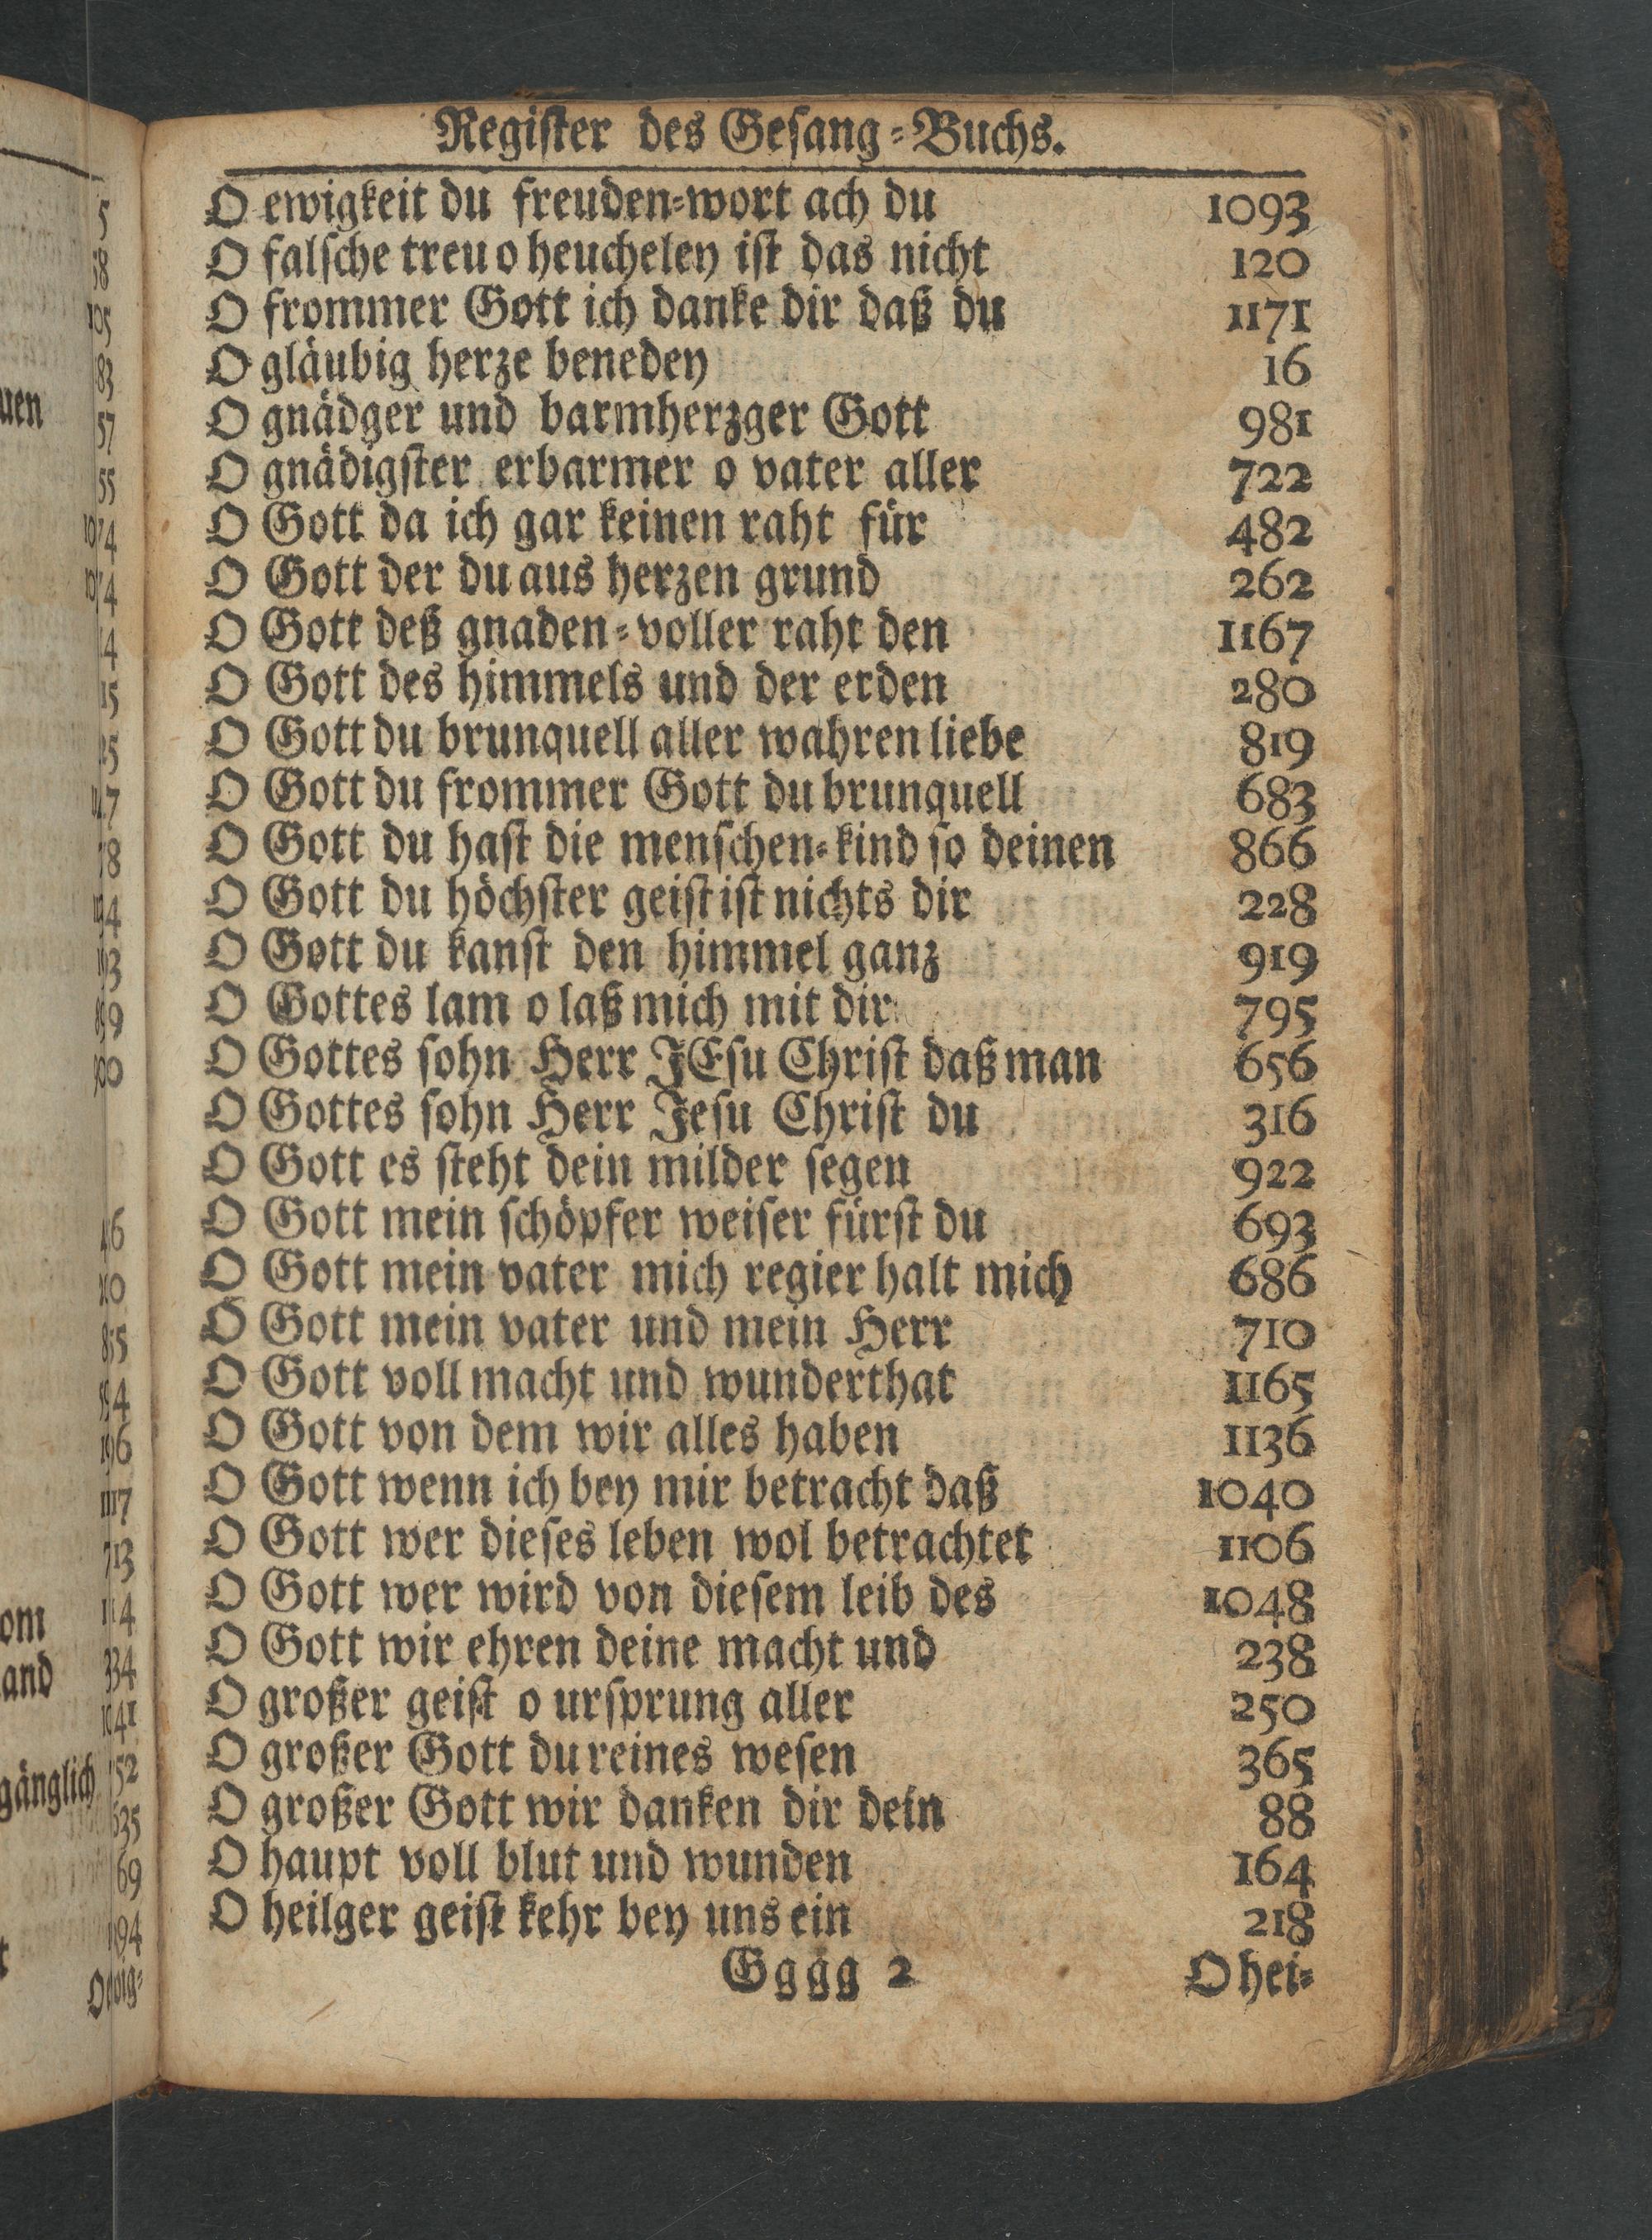 Register des Gesang-Buchs.
O ewigkeit du freuden-wort ach du 1093
O falsche treu o heucheley ist das nicht 120
O frommer Gott ich danke dir daß du 1171
O gläubig herze benedey 16
O gnädger und barmherzger Gott 981
O gnädigster erbarmer o vater aller 722
O Gott da ich gar keinen raht für 482
O Gott der du aus herzen grund 262
O Gott deß gnaden-voller raht den 1167
O Gott des himmels und der erden 280
O Gott du brunquell aller wahren liebe 819
O Gott du frommer Gott du brunquell 683
O Gott du hast die menschen-kind so deinen 866
O Gott du höchster geist ist nichts dir 228
O Gott du kanst den himmel ganz 919
O Gottes lam o laß mich mit dir 795
O Gottes sohn Herr JEsu Christ daß man 656
O Gottes sohn Herr Jesu Christ du 316
O Gott es steht dein milder segen 922
O Gott mein schöpfer weiser fürst du 693
O Gott mein vater mich regier halt mich 686
O Gott mein vater und mein Herr 710
O Gott voll macht und wunderthat 1165
O Gott von dem wir alles haben 1136
O Gott wenn ich bey mir betracht daß 1040
O Gott wer dieses leben wol betrachtet 1106
O Gott wer wird von diesem leib des 1048
O Gott wir ehren deine macht und 238
O großer geist o ursprung aller 250
O großer Gott du reines wesen 365
O großer Gott wir danken dir dein 88
O haupt voll blut und wunden 164
O heilger geist kehr bey uns ein 218
Gggg 2 O hei-